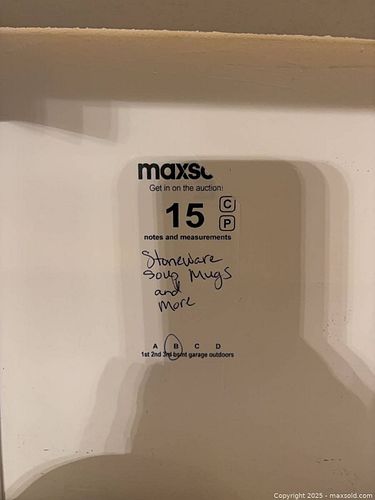 maxso
Get in on the auction!
15
C
P
notes and measurements
Stoneware
Soup Mugs
and
More
A B C D
1st 2nd 3rd bsmt garage outdoors
Copyright © 2025 - maxsold.com